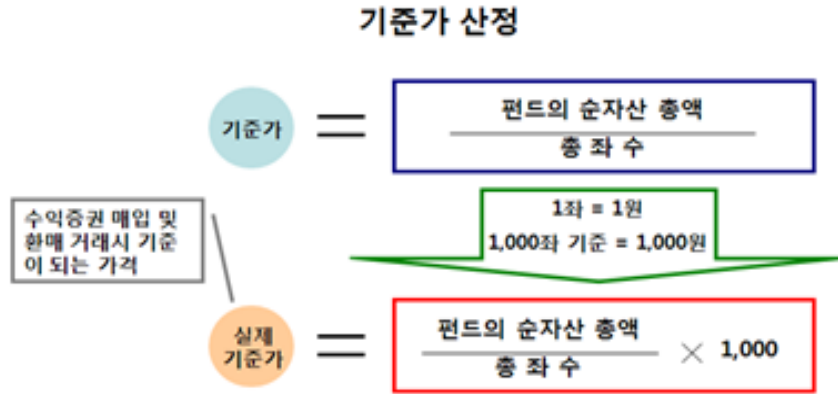 기준가 산정
기준가
=
펀드의 순자산 총액
총 좌 수
1좌 = 1원
1,000좌 기준 = 1,000원
수익증권 매입 및
환매 거래시 기준
이 되는 가격
실제
기준가
=
펀드의 순자산 총액
총 좌 수
× 1,000